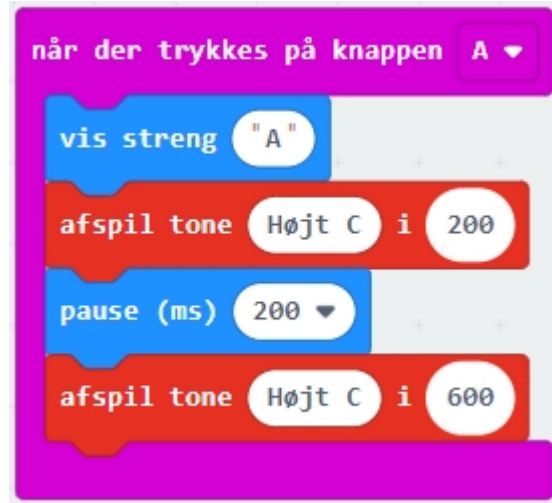 når der trykkes på knappen A
vis streng "A"
afspil tone Højt C i 200
pause (ms) 200
afspil tone Højt C i 600